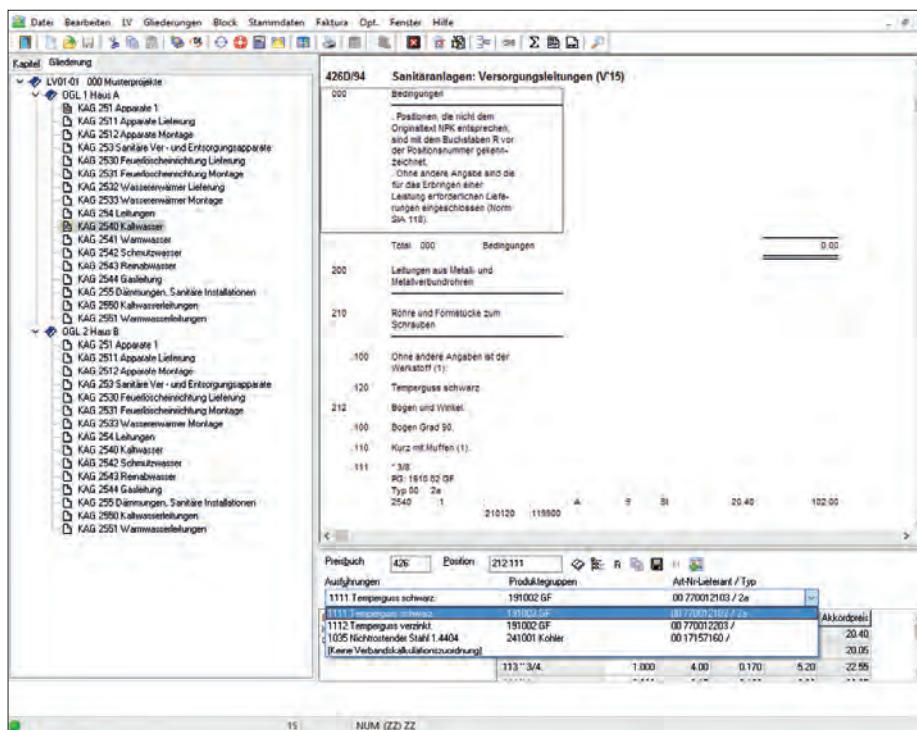 Datei Bearbeiten LV Gliederungen Block Stammdaten Faktura Opt. Fenster Hilfe
Kapitel Gliederung
LV01-01 000 Musterprojekte
OGL 1 Haus A
KAG 251 Apparate 1
KAG 2511 Apparate Lieferung
KAG 2512 Apparate Montage
KAG 253 Sanitäre Ver- und Entsorgungsapparate
KAG 2530 Feuerlöscheinrichtung Lieferung
KAG 2531 Feuerlöscheinrichtung Montage
KAG 2532 Wassererwärmer Lieferung
KAG 2533 Wassererwärmer Montage
KAG 254 Leitungen
KAG 2540 Kaltwasser
KAG 2541 Warmwasser
KAG 2542 Schmutzwasser
KAG 2543 Reinabwasser
KAG 2544 Gasleitung
KAG 255 Dämmungen, Sanitäre Installationen
KAG 2550 Kaltwasserleitungen
KAG 2551 Warmwasserleitungen
OGL 2 Haus B
KAG 251 Apparate 1
KAG 2511 Apparate Lieferung
KAG 2512 Apparate Montage
KAG 253 Sanitäre Ver- und Entsorgungsapparate
KAG 2530 Feuerlöscheinrichtung Lieferung
KAG 2531 Feuerlöscheinrichtung Montage
KAG 2533 Wassererwärmer Montage
KAG 254 Leitungen
KAG 2540 Kaltwasser
KAG 2542 Schmutzwasser
KAG 2543 Reinabwasser
KAG 2544 Gasleitung
KAG 255 Dämmungen, Sanitäre Installationen
KAG 2550 Kaltwasserleitungen
KAG 2551 Warmwasserleitungen
426D/94 Sanitäranlagen: Versorgungsleitungen (V'15)
000 Bedingungen
. Positionen, die nicht dem
Originaltext NPK entsprechen,
sind mit dem Buchstaben R vor
der Positionsnummer gekenn-
zeichnet.
. Ohne andere Angabe sind die
für das Erbringen einer
Leistung erforderlichen Liefe-
rungen eingeschlossen (Norm
SIA 118).
Total 000 Bedingungen 0.00
200 Leitungen aus Metall- und
Metallverbundrohren
210 Rohre und Formstücke zum
Schrauben
.100 Ohne andere Angaben ist der
Werkstoff (1):
.120 Temperguss schwarz
212 Bogen und Winkel.
.100 Bogen Grad 90.
.110 Kurz mit Muffen (1).
.111 " 3/8
PG: 1910 02 GF
Typ 00 2a
2540 1 A 5 St 20.40 102.00
210120 119900
Preisbuch 426 Position 212111 R
Ausführungen Produktegruppen Art-Nr-Lieferant / Typ
1111 Temperguss schwarz 191002 GF 00 770012103 / 2a
1111 Temperguss schwarz 191002 GF 00 770012103 / 2a
1112 Temperguss verzinkt 191002 GF 00 770012203 /
1035 Nichtrostender Stahl 1.4404 241001 Kohler 00 17157160 /
[Keine Verbandskalkulationszuordnung]
Akkordpreis
20.40
20.05
113 " 3/4 1.000 4.00 0.170 5.20 22.55
15 NUM (ZZ) ZZ